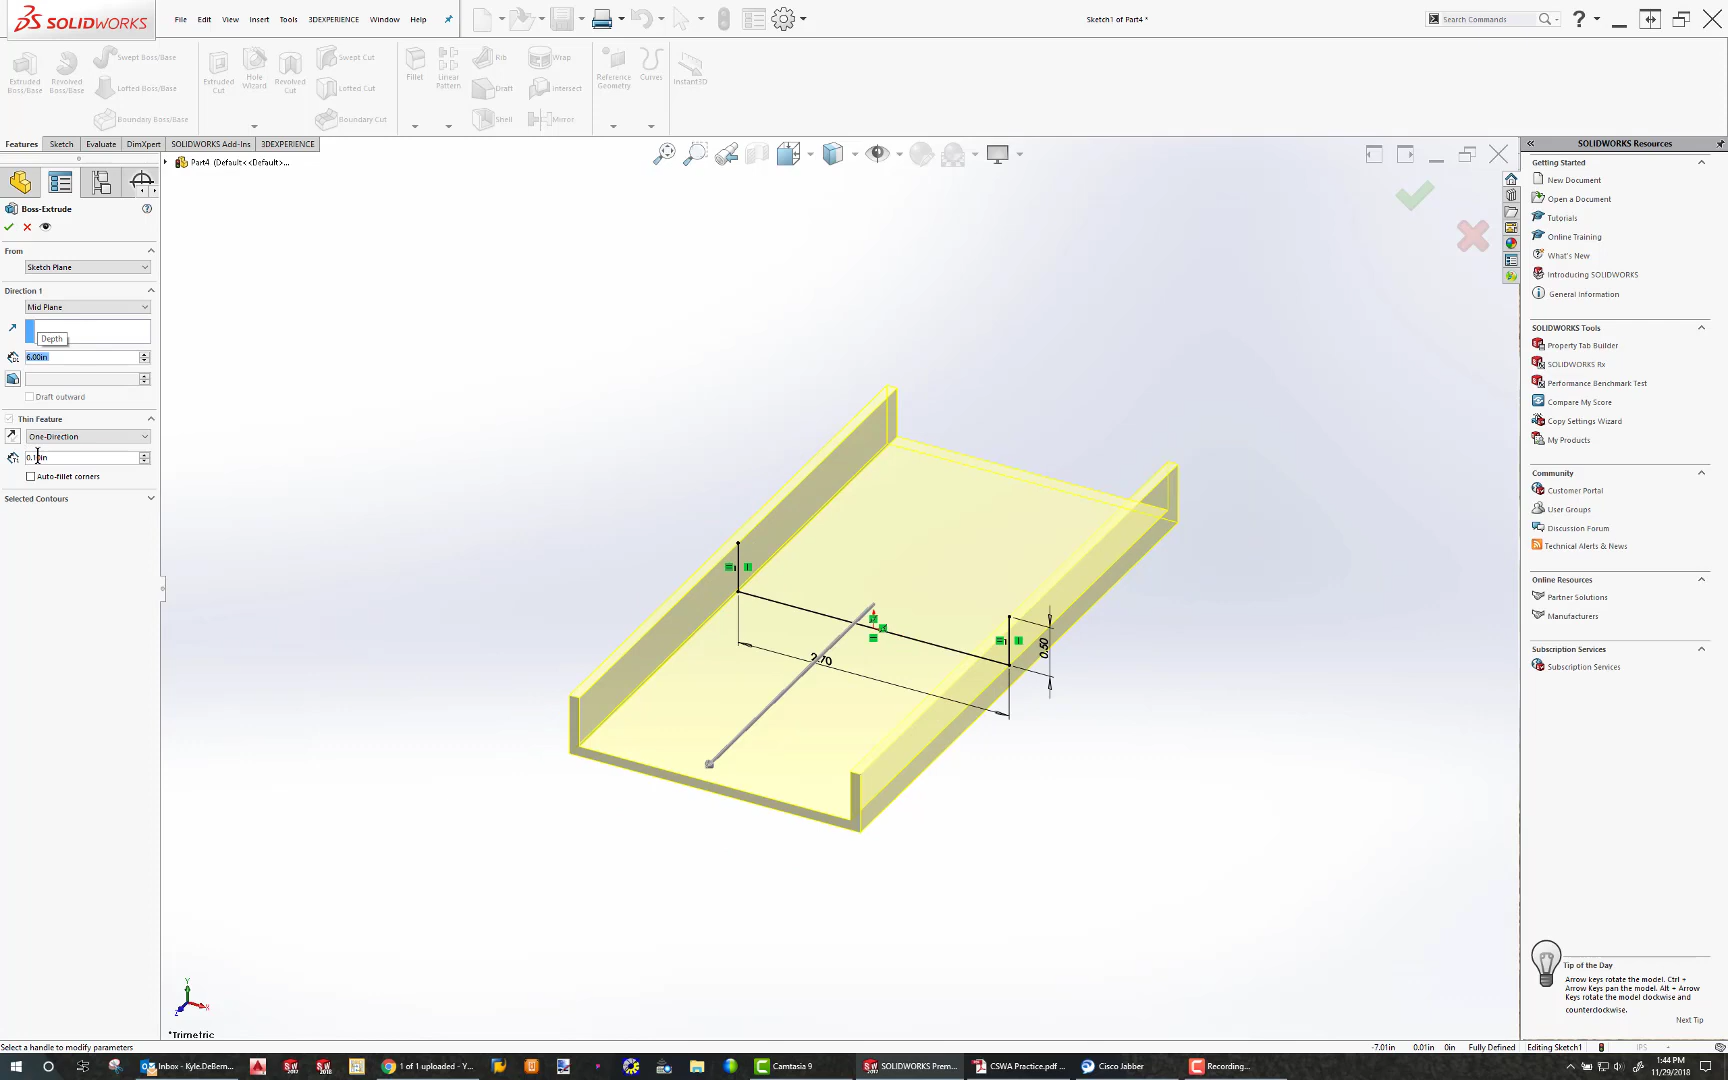 SOLIDWORKS
File Edit View Insert Tools 3DEXPERIENCE Window Help
Sketch1 of Part4 *
Search Commands
Extruded Boss/Base
Revolved Boss/Base
Swept Boss/Base
Lofted Boss/Base
Boundary Boss/Base
Extruded Cut
Hole Wizard
Revolved Cut
Swept Cut
Lofted Cut
Boundary Cut
Fillet
Linear Pattern
Rib
Draft
Shell
Wrap
Intersect
Mirror
Reference Geometry
Curves
Instant3D
Features Sketch Evaluate DimXpert SOLIDWORKS Add-Ins 3DEXPERIENCE
Part4 (Default<<Default>...
Boss-Extrude
From
Sketch Plane
Direction 1
Mid Plane
Depth
6.00in
Draft outward
Thin Feature
One-Direction
0.10in
Auto-fillet corners
Selected Contours
2.70
0.50
Y
X
Z
*Trimetric
SOLIDWORKS Resources
Getting Started
New Document
Open a Document
Tutorials
Online Training
What's New
Introducing SOLIDWORKS
General Information
SOLIDWORKS Tools
Property Tab Builder
SOLIDWORKS Rx
Performance Benchmark Test
Compare My Score
Copy Settings Wizard
My Products
Community
Customer Portal
User Groups
Discussion Forum
Technical Alerts & News
Online Resources
Partner Solutions
Manufacturers
Subscription Services
Subscription Services
Tip of the Day
Arrow keys rotate the model. Ctrl +
Arrow Keys pan the model. Alt + Arrow
Keys rotate the model clockwise and
counterclockwise.
Next Tip
Select a handle to modify parameters
-7.01in 0.01in 0in Fully Defined Editing Sketch1 IPS -
Inbox - Kyle.DeBern...
1 of 1 uploaded - Y...
Camtasia 9
SOLIDWORKS Prem...
CSWA Practice.pdf ...
Cisco Jabber
Recording...
1:44 PM
11/29/2018